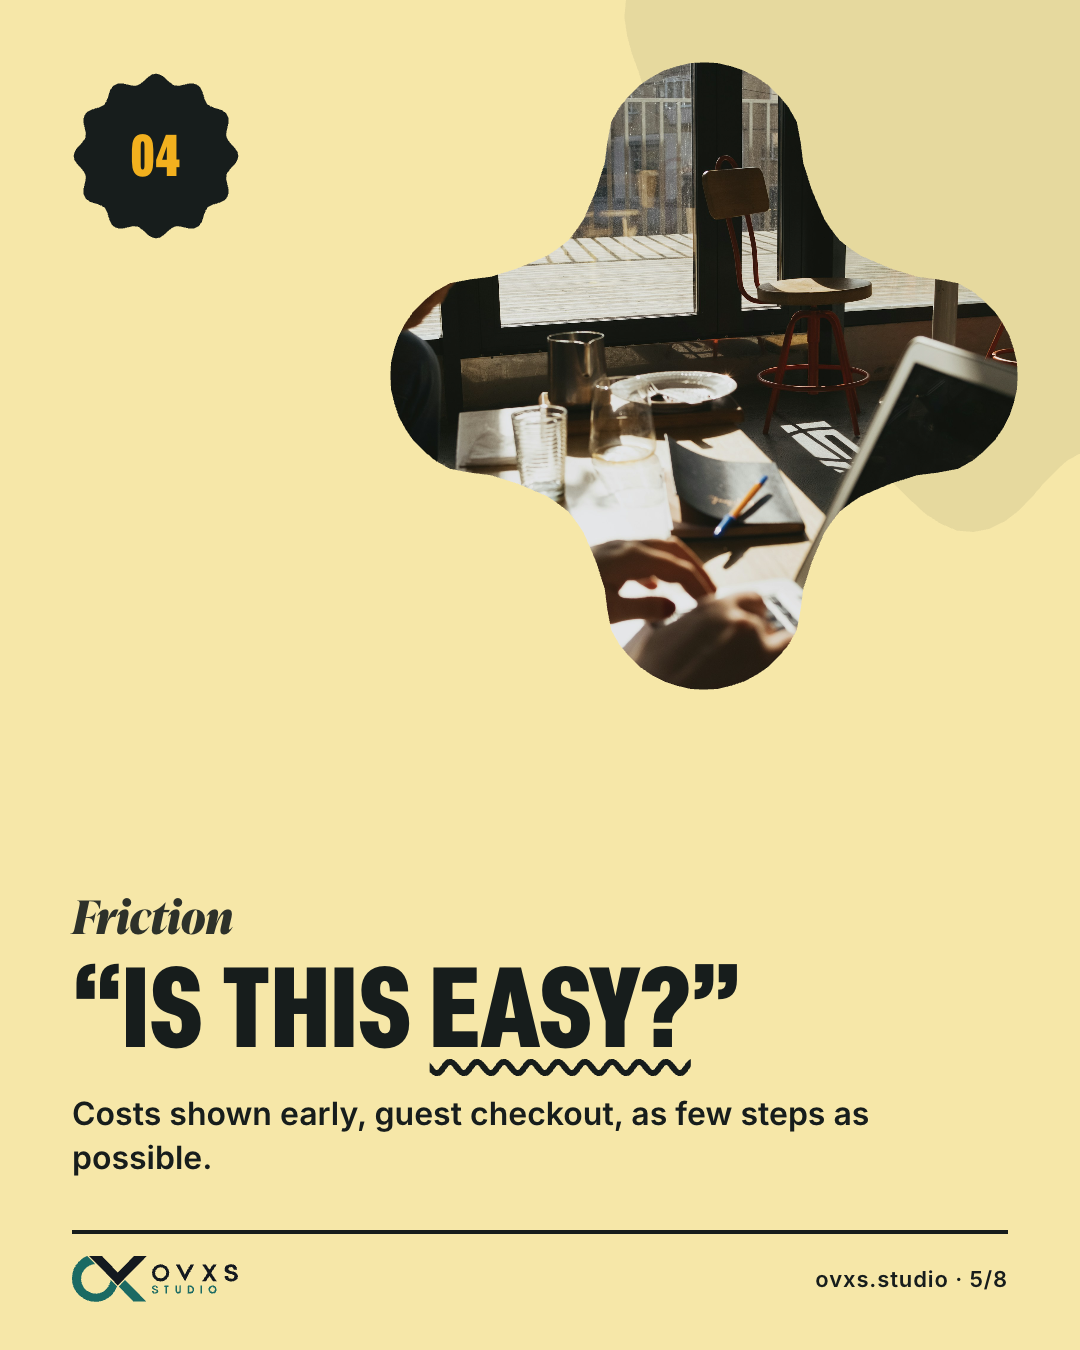 04
Friction
“IS THIS EASY?”
Costs shown early, guest checkout, as few steps as
possible.
OVXS
STUDIO
ovxs.studio · 5/8